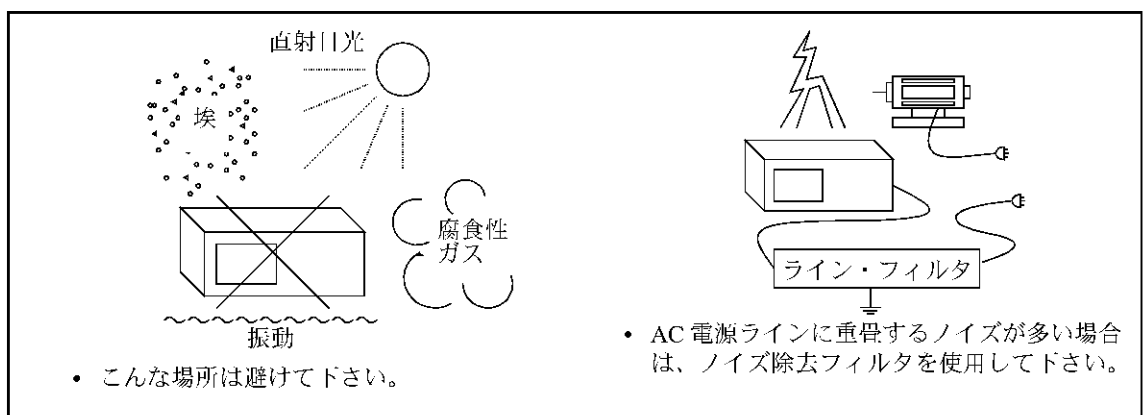 直射日光
埃
腐食性
ガス
振動
• こんな場所は避けて下さい。
ライン・フィルタ
• AC 電源ラインに重畳するノイズが多い場合
は、ノイズ除去フィルタを使用して下さい。